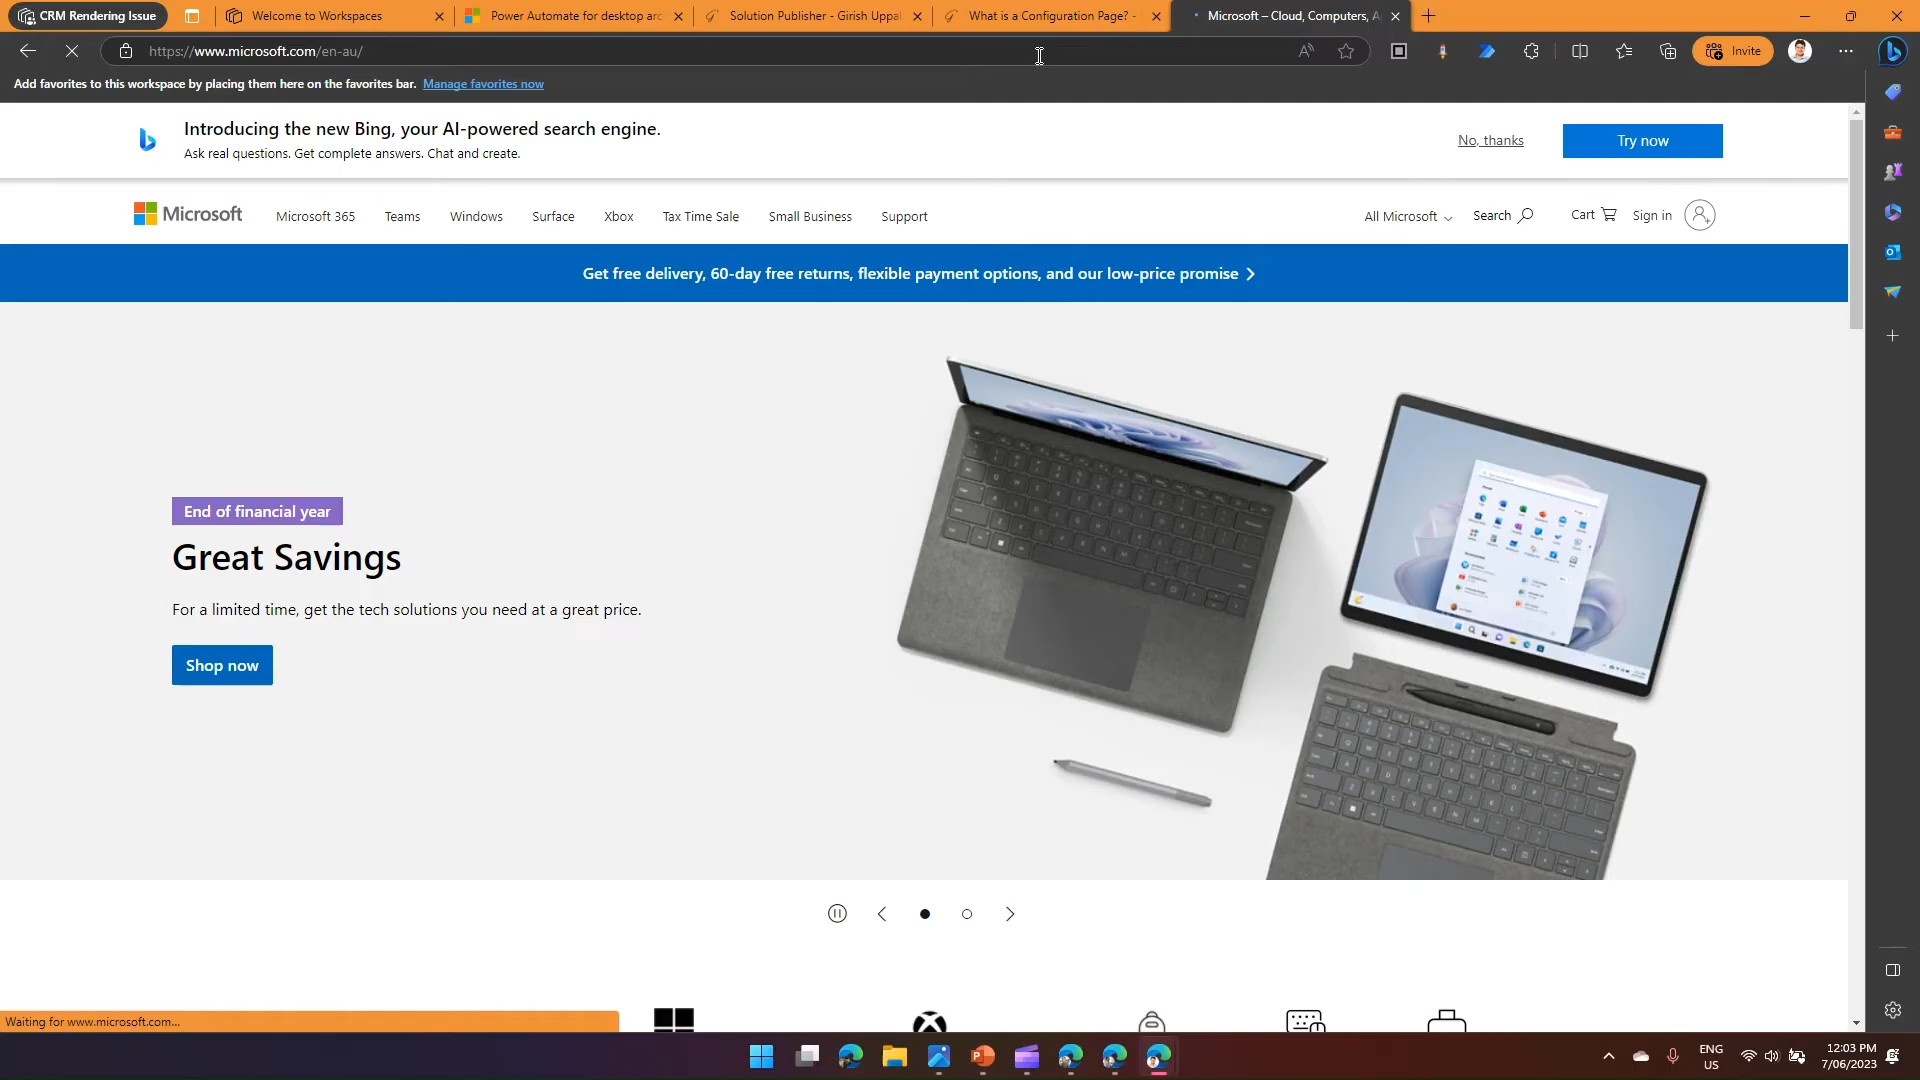 CRM Rendering Issue
Welcome to Workspaces
Power Automate for desktop arc
Solution Publisher - Girish Uppal
What is a Configuration Page? -
Microsoft – Cloud, Computers, A
https://www.microsoft.com/en-au/
Invite
Add favorites to this workspace by placing them here on the favorites bar. Manage favorites now
Introducing the new Bing, your AI-powered search engine.
Ask real questions. Get complete answers. Chat and create.
No, thanks
Try now
Microsoft
Microsoft 365
Teams
Windows
Surface
Xbox
Tax Time Sale
Small Business
Support
All Microsoft
Search
Cart
Sign in
Get free delivery, 60-day free returns, flexible payment options, and our low-price promise
End of financial year
Great Savings
For a limited time, get the tech solutions you need at a great price.
Shop now
Waiting for www.microsoft.com...
ENG
US
12:03 PM
7/06/2023